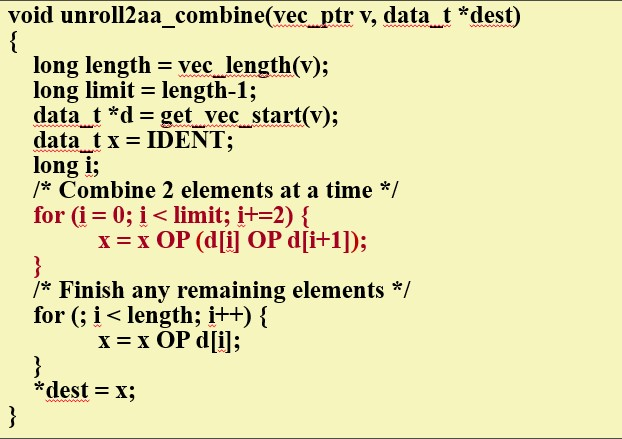 void unroll2aa_combine(vec_ptr v, data_t *dest)
{
long length = vec_length(v);
long limit = length-1;
data_t *d = get_vec_start(v);
data_t x = IDENT;
long i;
/* Combine 2 elements at a time */
for (i = 0; i < limit; i+=2) {
x = x OP (d[i] OP d[i+1]);
}
/* Finish any remaining elements */
for (; i < length; i++) {
x = x OP d[i];
}
*dest = x;
}